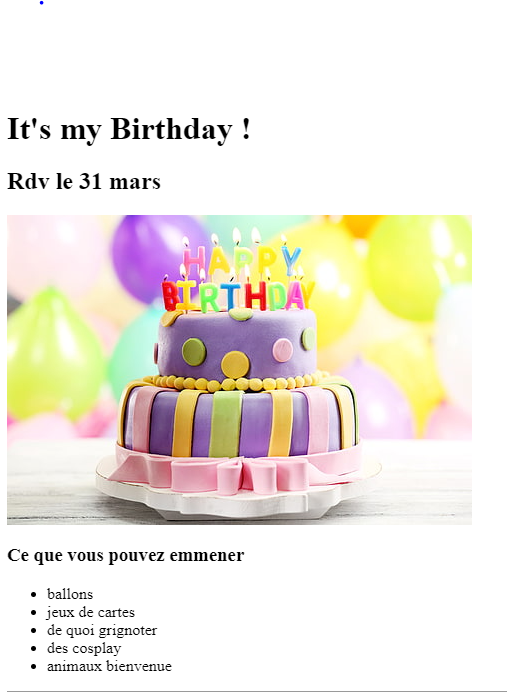 It's my Birthday !
Rdv le 31 mars
HAPPY
BIRTHDAY
Ce que vous pouvez emmener
ballons
jeux de cartes
de quoi grignoter
des cosplay
animaux bienvenue